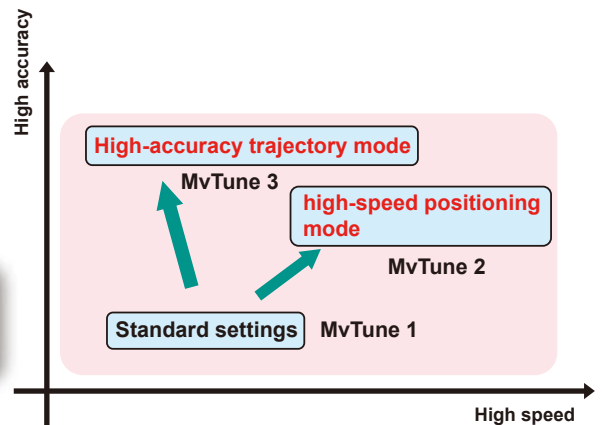 High accuracy
High-accuracy trajectory mode
MvTune 3
high-speed positioning
mode
MvTune 2
Standard settings
MvTune 1
High speed